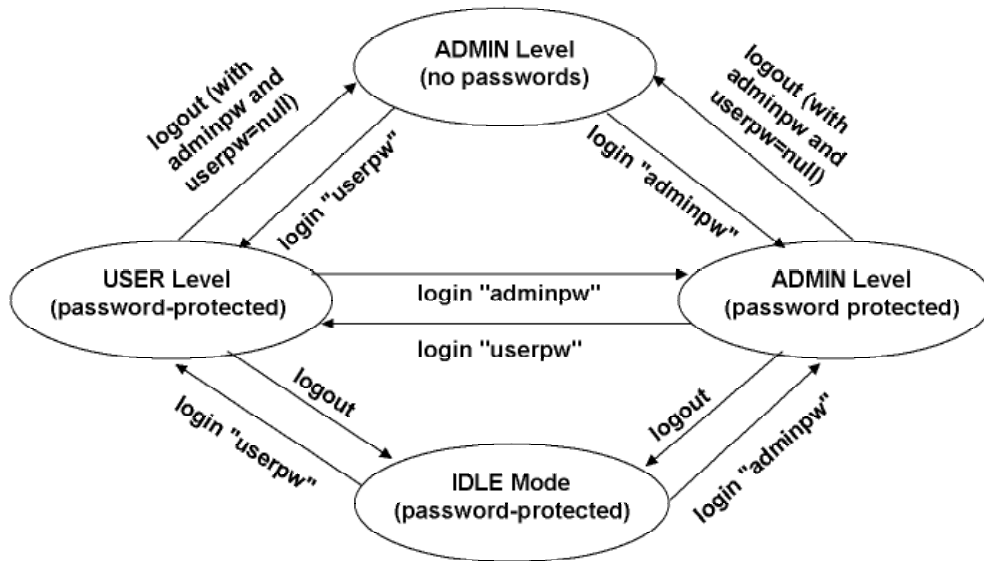 ADMIN Level
(no passwords)
logout (with
adminpw and
userpw=null)
login "userpw"
login "adminpw"
logout (with
adminpw and
userpw=null)
USER Level
(password-protected)
login "adminpw"
login "userpw"
ADMIN Level
(password protected)
logout
login "userpw"
logout
login "adminpw"
IDLE Mode
(password-protected)